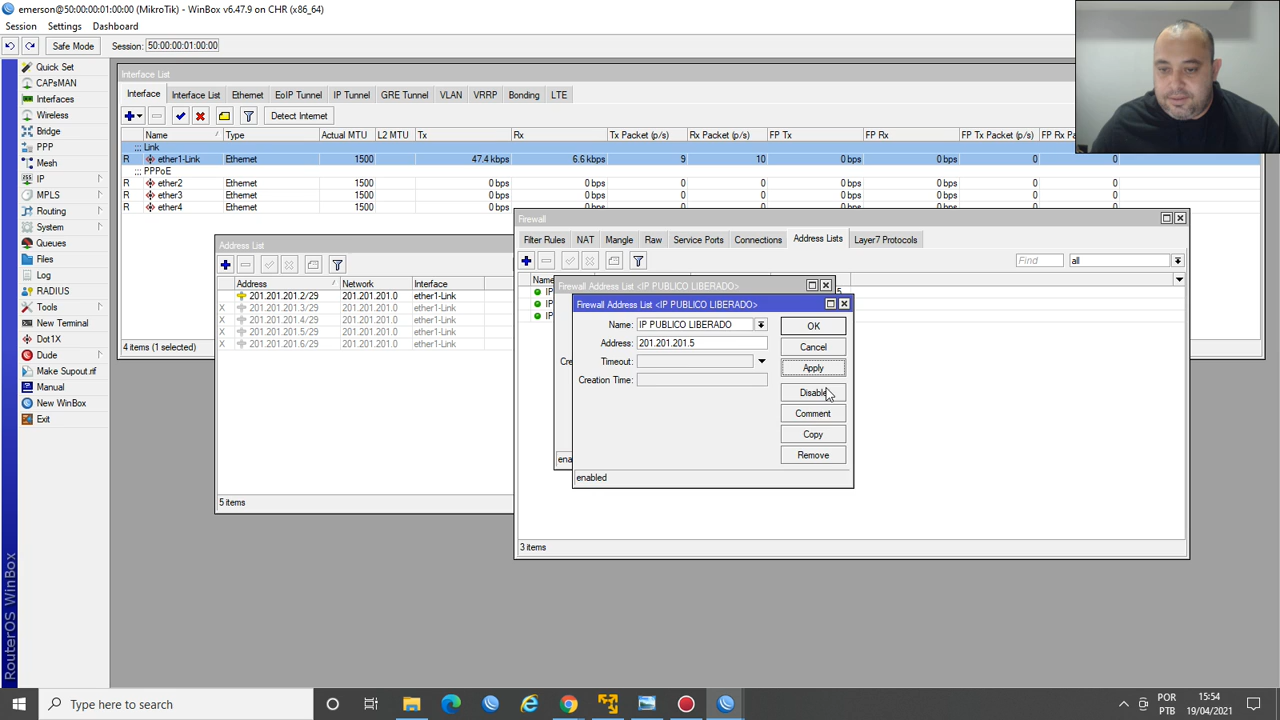 emerson@50:00:00:01:00:00 (MikroTik) - WinBox v6.47.9 on CHR (x86_64)
Session Settings Dashboard
Safe Mode Session: 50:00:00:01:00:00
Quick Set
CAPsMAN
Interfaces
Wireless
Bridge
PPP
Mesh
IP
MPLS
Routing
System
Queues
Files
Log
RADIUS
Tools
New Terminal
Dot1X
Dude
Make Supout.rif
Manual
New WinBox
Exit
RouterOS WinBox
Interface List
Interface Interface List Ethernet EoIP Tunnel IP Tunnel GRE Tunnel VLAN VRRP Bonding LTE
Detect Internet
Name Type Actual MTU L2 MTU Tx Rx Tx Packet (p/s) Rx Packet (p/s) FP Tx FP Rx FP Tx Packet (p/s) FP Rx
;;; Link
R ether1-Link Ethernet 1500 47.4 kbps 6.6 kbps 9 10 0 bps 0 bps 0 0
;;; PPPoE
R ether2 Ethernet 1500 0 bps 0 bps 0 0 0 bps 0 bps 0 0
R ether3 Ethernet 1500 0 bps 0 bps 0 0 0 bps 0 bps 0 0
R ether4 Ethernet 1500 0 bps 0 bps 0 0 0 bps 0 bps 0 0
4 items (1 selected)
Address List
Address Network Interface
201.201.201.2/29 201.201.201.0 ether1-Link
X 201.201.201.3/29 201.201.201.0 ether1-Link
X 201.201.201.4/29 201.201.201.0 ether1-Link
X 201.201.201.5/29 201.201.201.0 ether1-Link
X 201.201.201.6/29 201.201.201.0 ether1-Link
5 items
Firewall
Filter Rules NAT Mangle Raw Service Ports Connections Address Lists Layer7 Protocols
Find all
Name
IP
IP
IP
3 items
Firewall Address List <IP PUBLICO LIBERADO>
Firewall Address List <IP PUBLICO LIBERADO>
Name: IP PUBLICO LIBERADO
Address: 201.201.201.5
Timeout:
Creation Time:
OK
Cancel
Apply
Disable
Comment
Copy
Remove
enabled
Type here to search
POR
PTB
15:54
19/04/2021